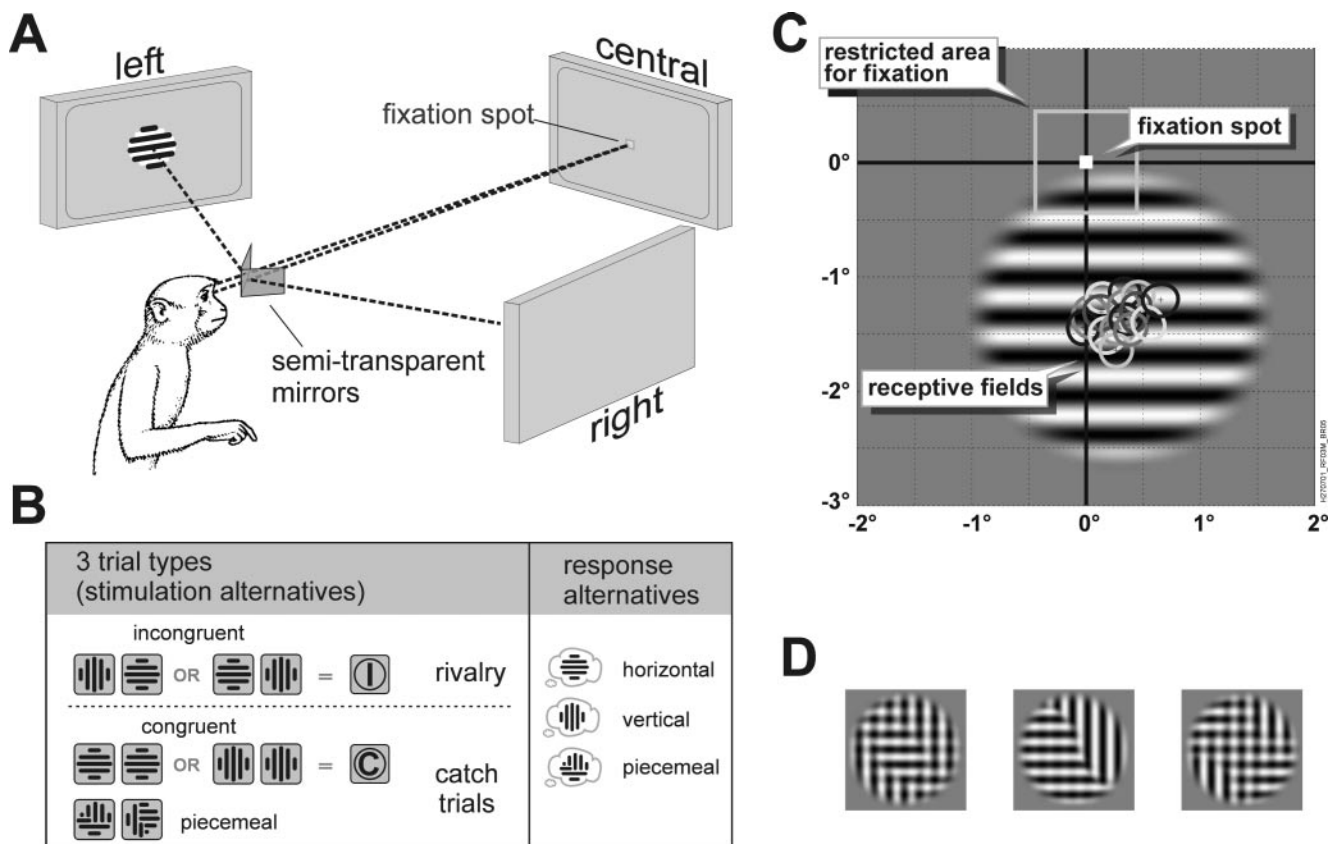 A
left
central
fixation spot
semi-transparent
mirrors
right
B
3 trial types
(stimulation alternatives)
response
alternatives
incongruent
OR
=
I
rivalry
congruent
OR
=
C
catch
trials
piecemeal
horizontal
vertical
piecemeal
C
restricted area
for fixation
fixation spot
0°
-1°
receptive fields
-2°
-3°
-2°
-1°
0°
1°
2°
H270701_RF03M_BR05
D